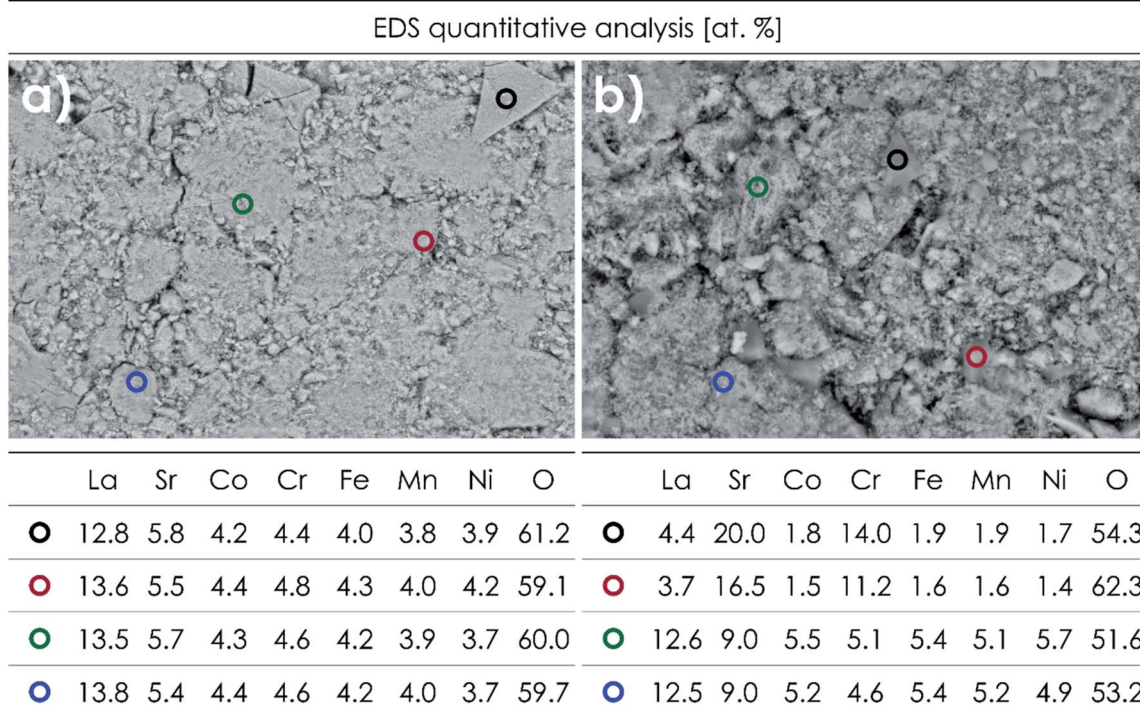 EDS quantitative analysis [at. %]
a) b)
La Sr Co Cr Fe Mn Ni O La Sr Co Cr Fe Mn Ni O
12.8 5.8 4.2 4.4 4.0 3.8 3.9 61.2 4.4 20.0 1.8 14.0 1.9 1.9 1.7 54.3
13.6 5.5 4.4 4.8 4.3 4.0 4.2 59.1 3.7 16.5 1.5 11.2 1.6 1.6 1.4 62.3
13.5 5.7 4.3 4.6 4.2 3.9 3.7 60.0 12.6 9.0 5.5 5.1 5.4 5.1 5.7 51.6
13.8 5.4 4.4 4.6 4.2 4.0 3.7 59.7 12.5 9.0 5.2 4.6 5.4 5.2 4.9 53.2